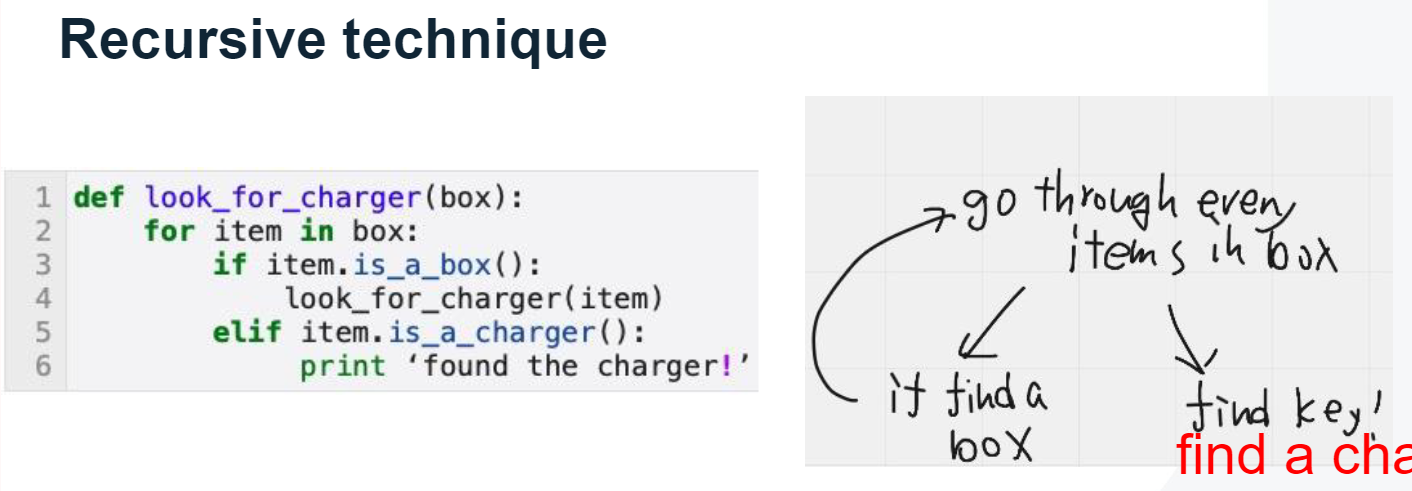 Recursive technique
1 def look_for_charger(box):
2 for item in box:
3 if item.is_a_box():
4 look_for_charger(item)
5 elif item.is_a_charger():
6 print ‘found the charger!’
go through every
items in box
if find a
box
find key!
find a cha